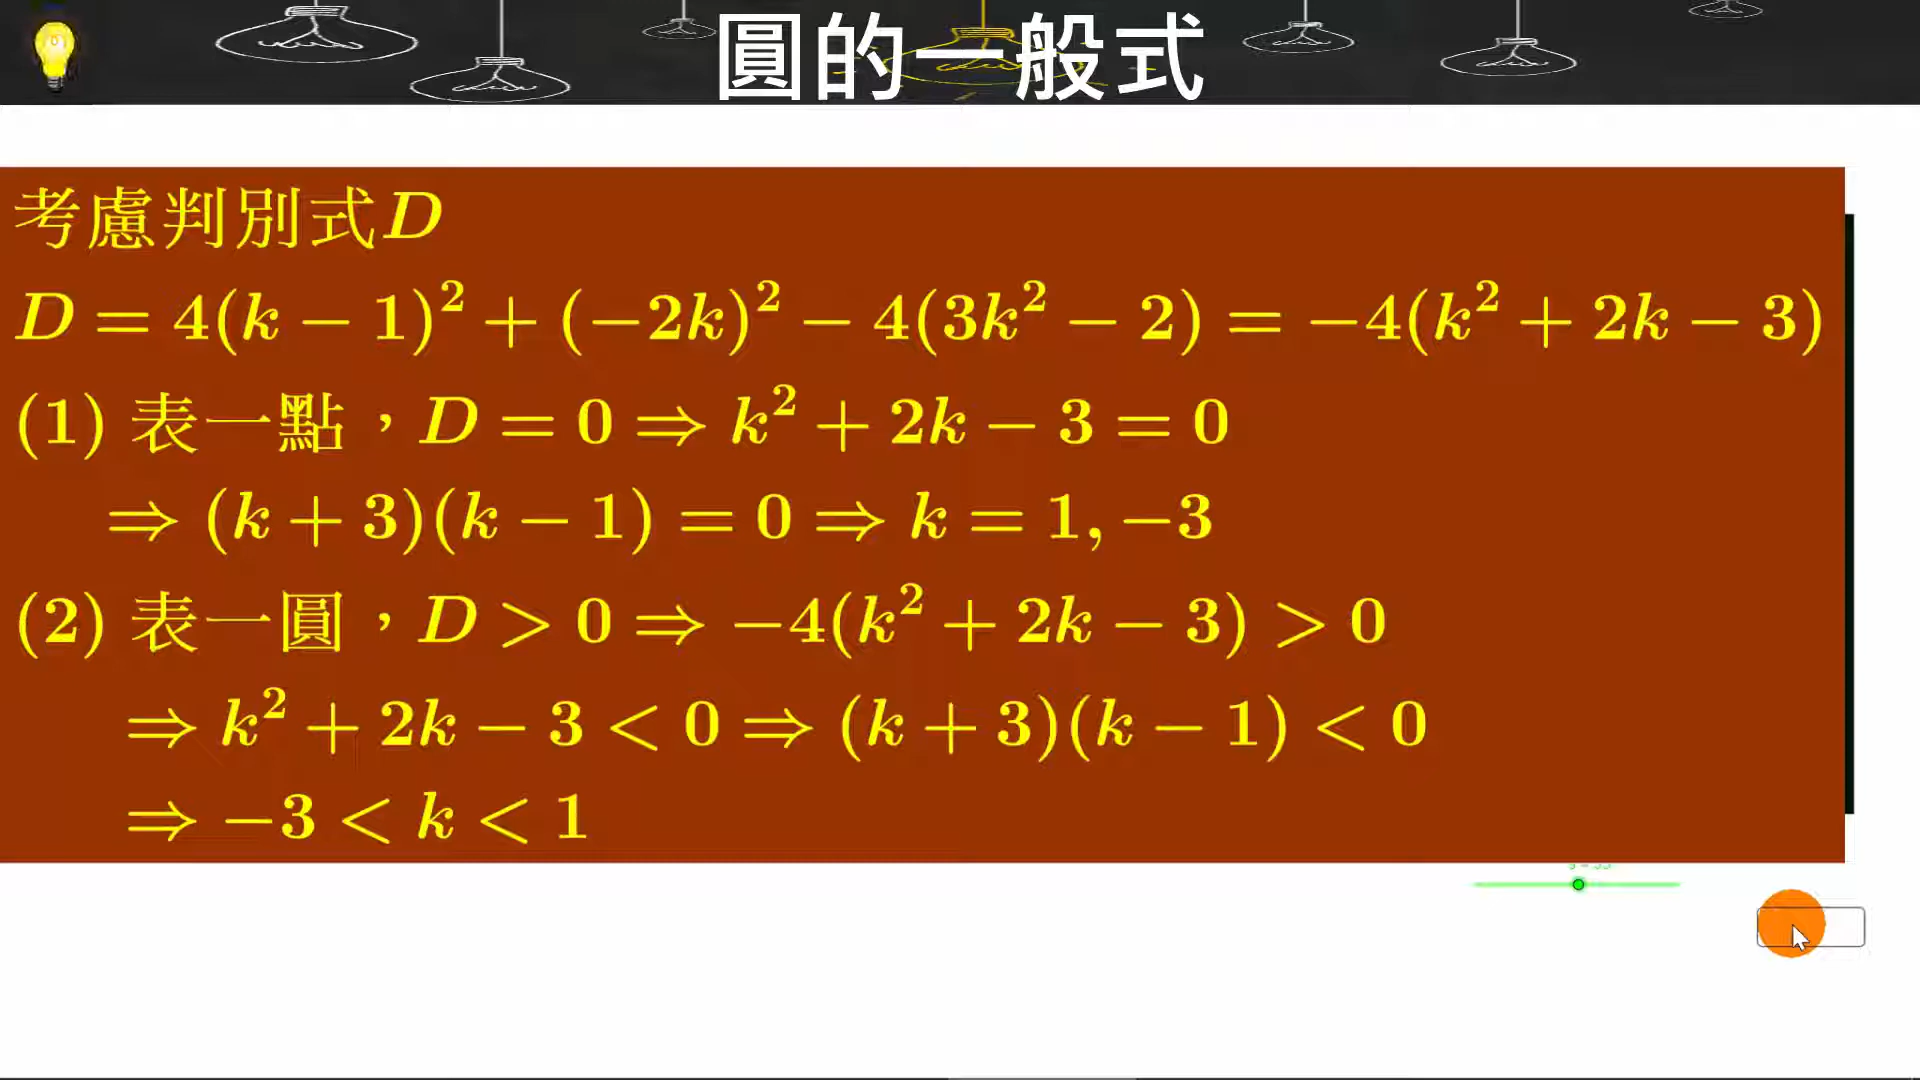 圓的一般式
考慮判別式D
D = 4(k − 1)² + (−2k)² − 4(3k² − 2) = −4(k² + 2k − 3)
(1) 表一點，D = 0 ⇒ k² + 2k − 3 = 0
⇒ (k + 3)(k − 1) = 0 ⇒ k = 1, −3
(2) 表一圓，D > 0 ⇒ −4(k² + 2k − 3) > 0
⇒ k² + 2k − 3 < 0 ⇒ (k + 3)(k − 1) < 0
⇒ −3 < k < 1